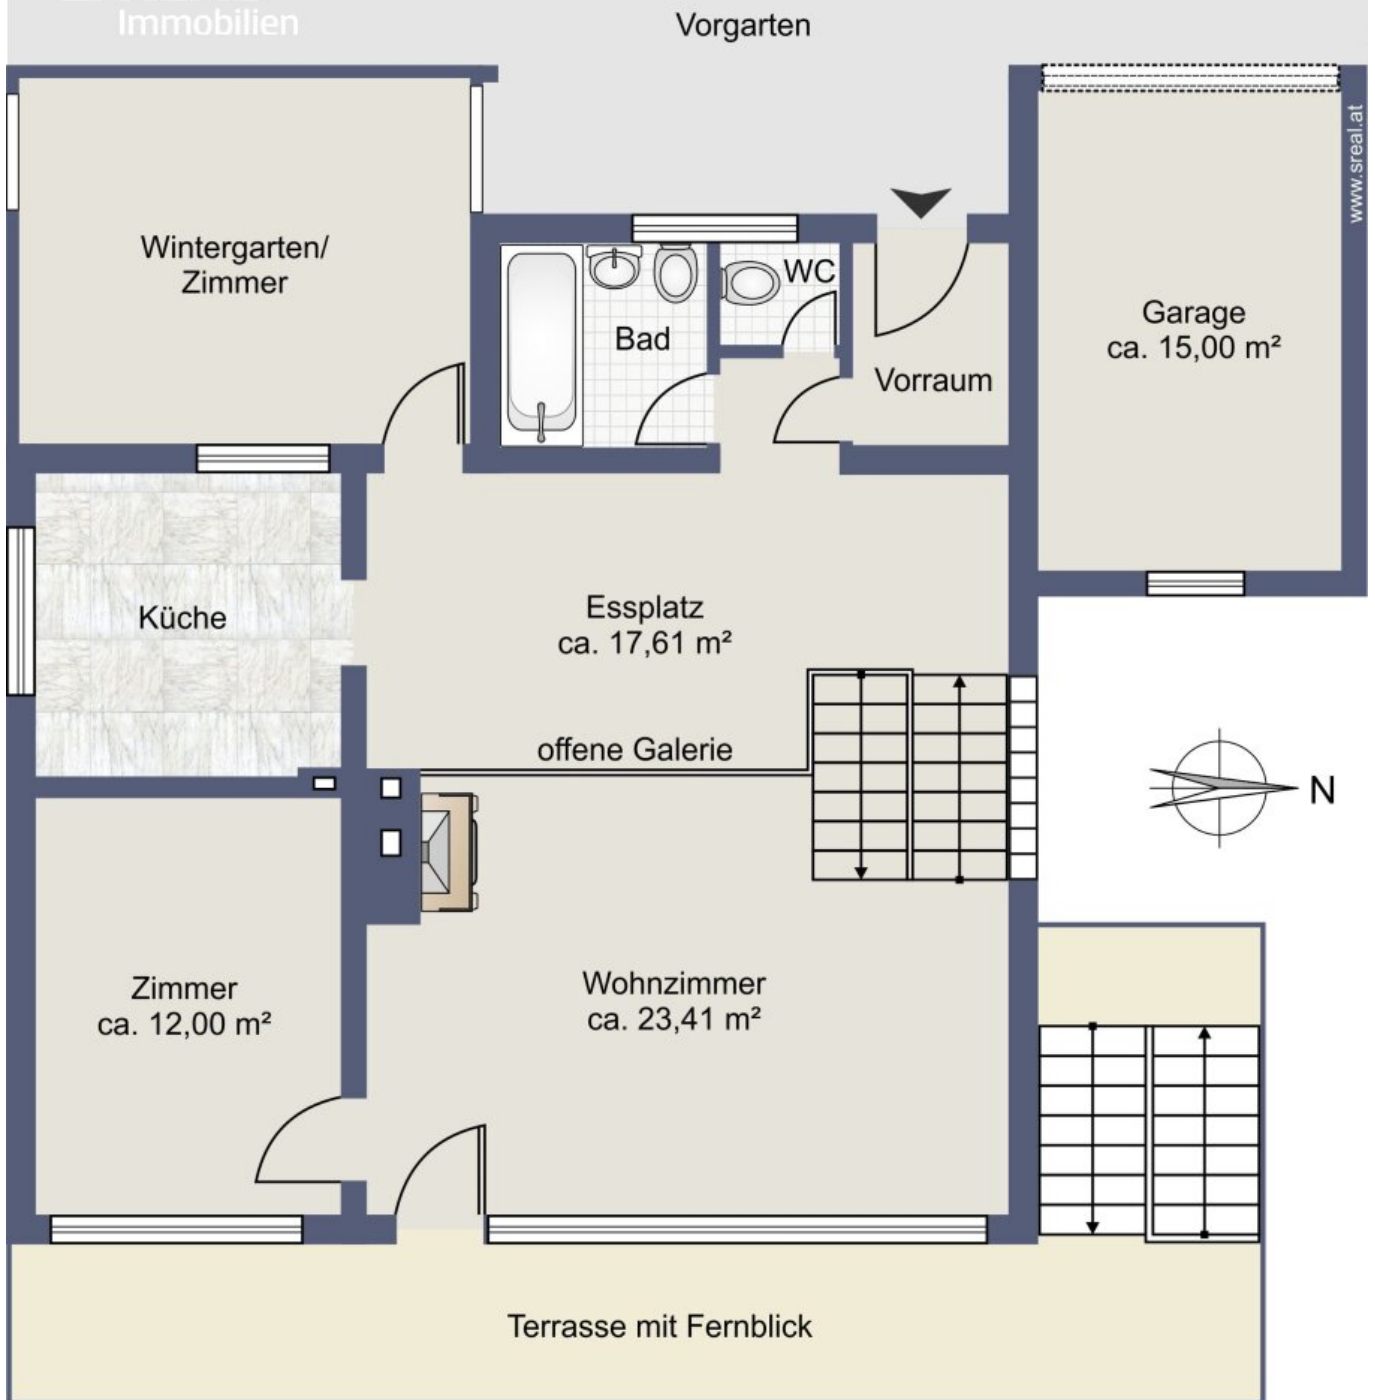 Immobilien
Vorgarten
www.sreal.at
Wintergarten/
Zimmer
WC
Bad
Vorraum
Garage
ca. 15,00 m²
Küche
Essplatz
ca. 17,61 m²
offene Galerie
N
Zimmer
ca. 12,00 m²
Wohnzimmer
ca. 23,41 m²
Terrasse mit Fernblick